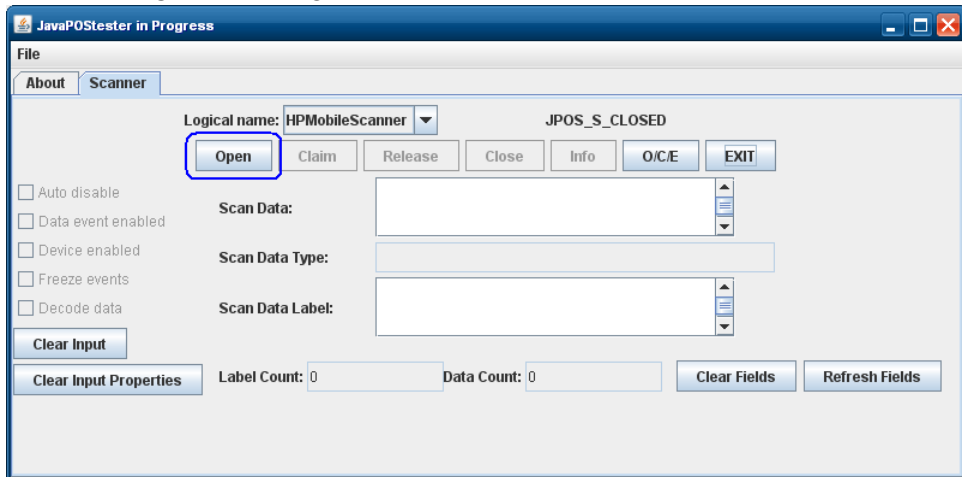 JavaPOStester in Progress
File
About Scanner
Logical name: HPMobileScanner JPOS_S_CLOSED
Open Claim Release Close Info O/C/E EXIT
Auto disable
Scan Data:
Data event enabled
Device enabled
Scan Data Type:
Freeze events
Decode data
Scan Data Label:
Clear Input
Clear Input Properties Label Count: 0 Data Count: 0 Clear Fields Refresh Fields